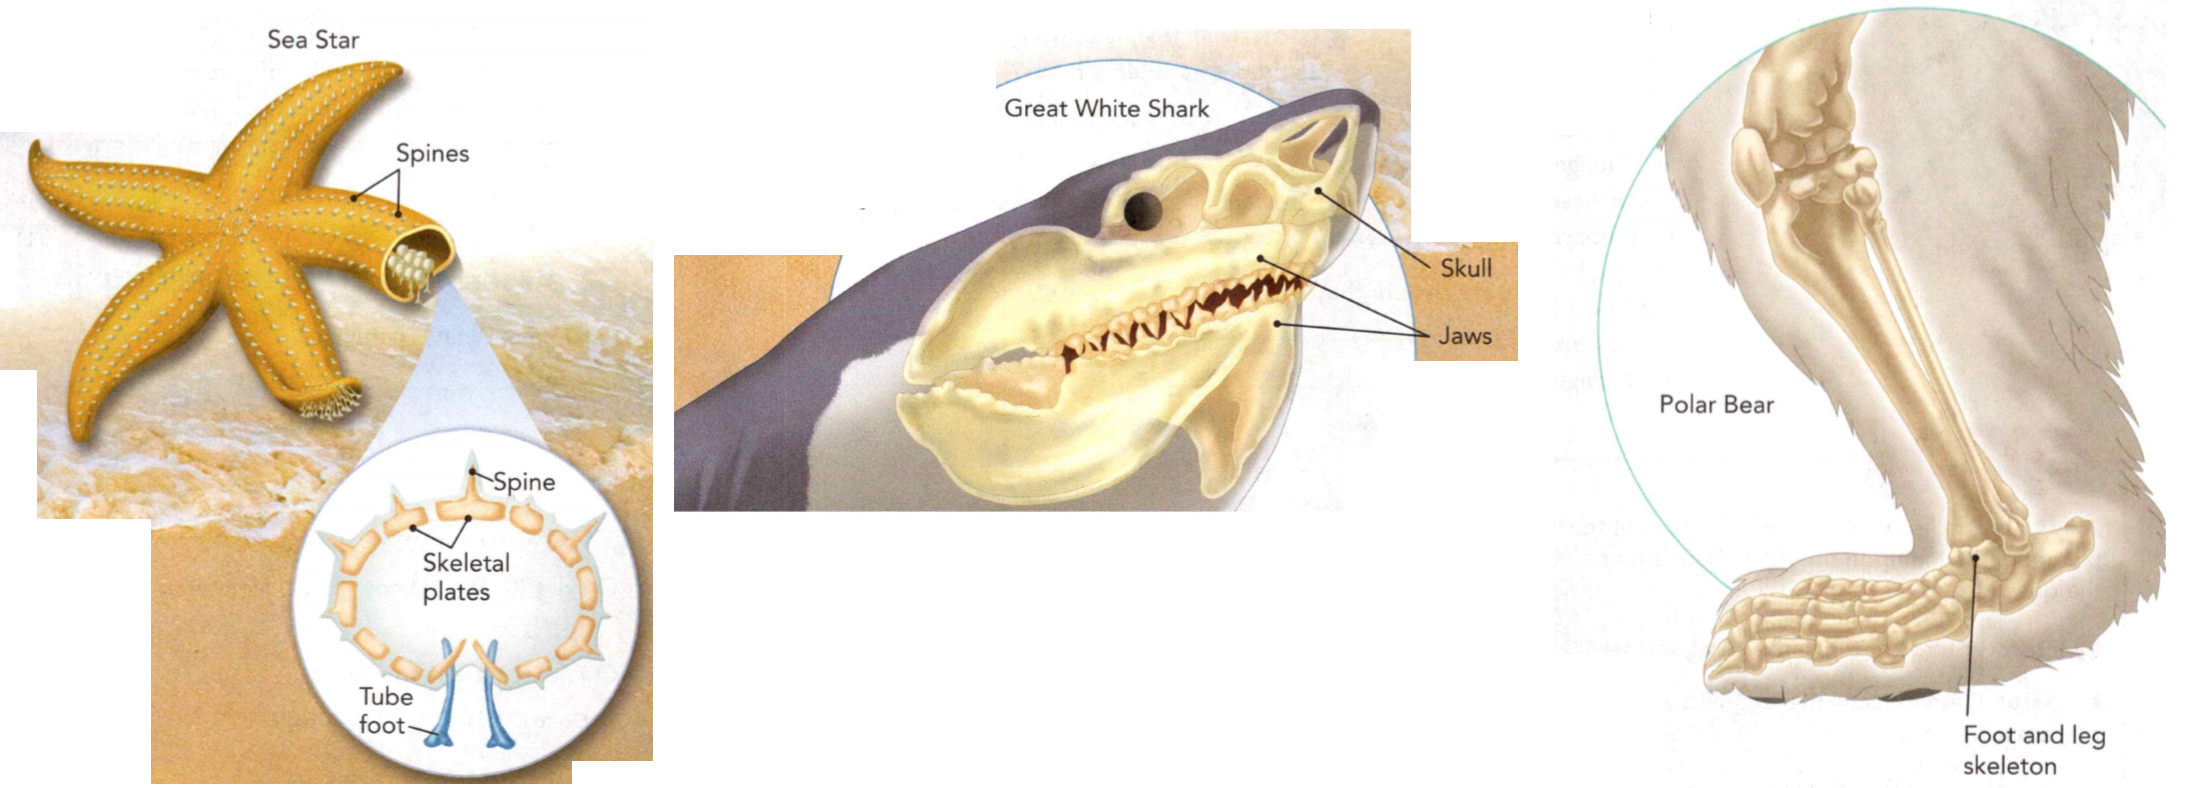 Sea Star
Spines
Spine
Skeletal
plates
Tube
foot
Great White Shark
Skull
Jaws
Polar Bear
Foot and leg
skeleton